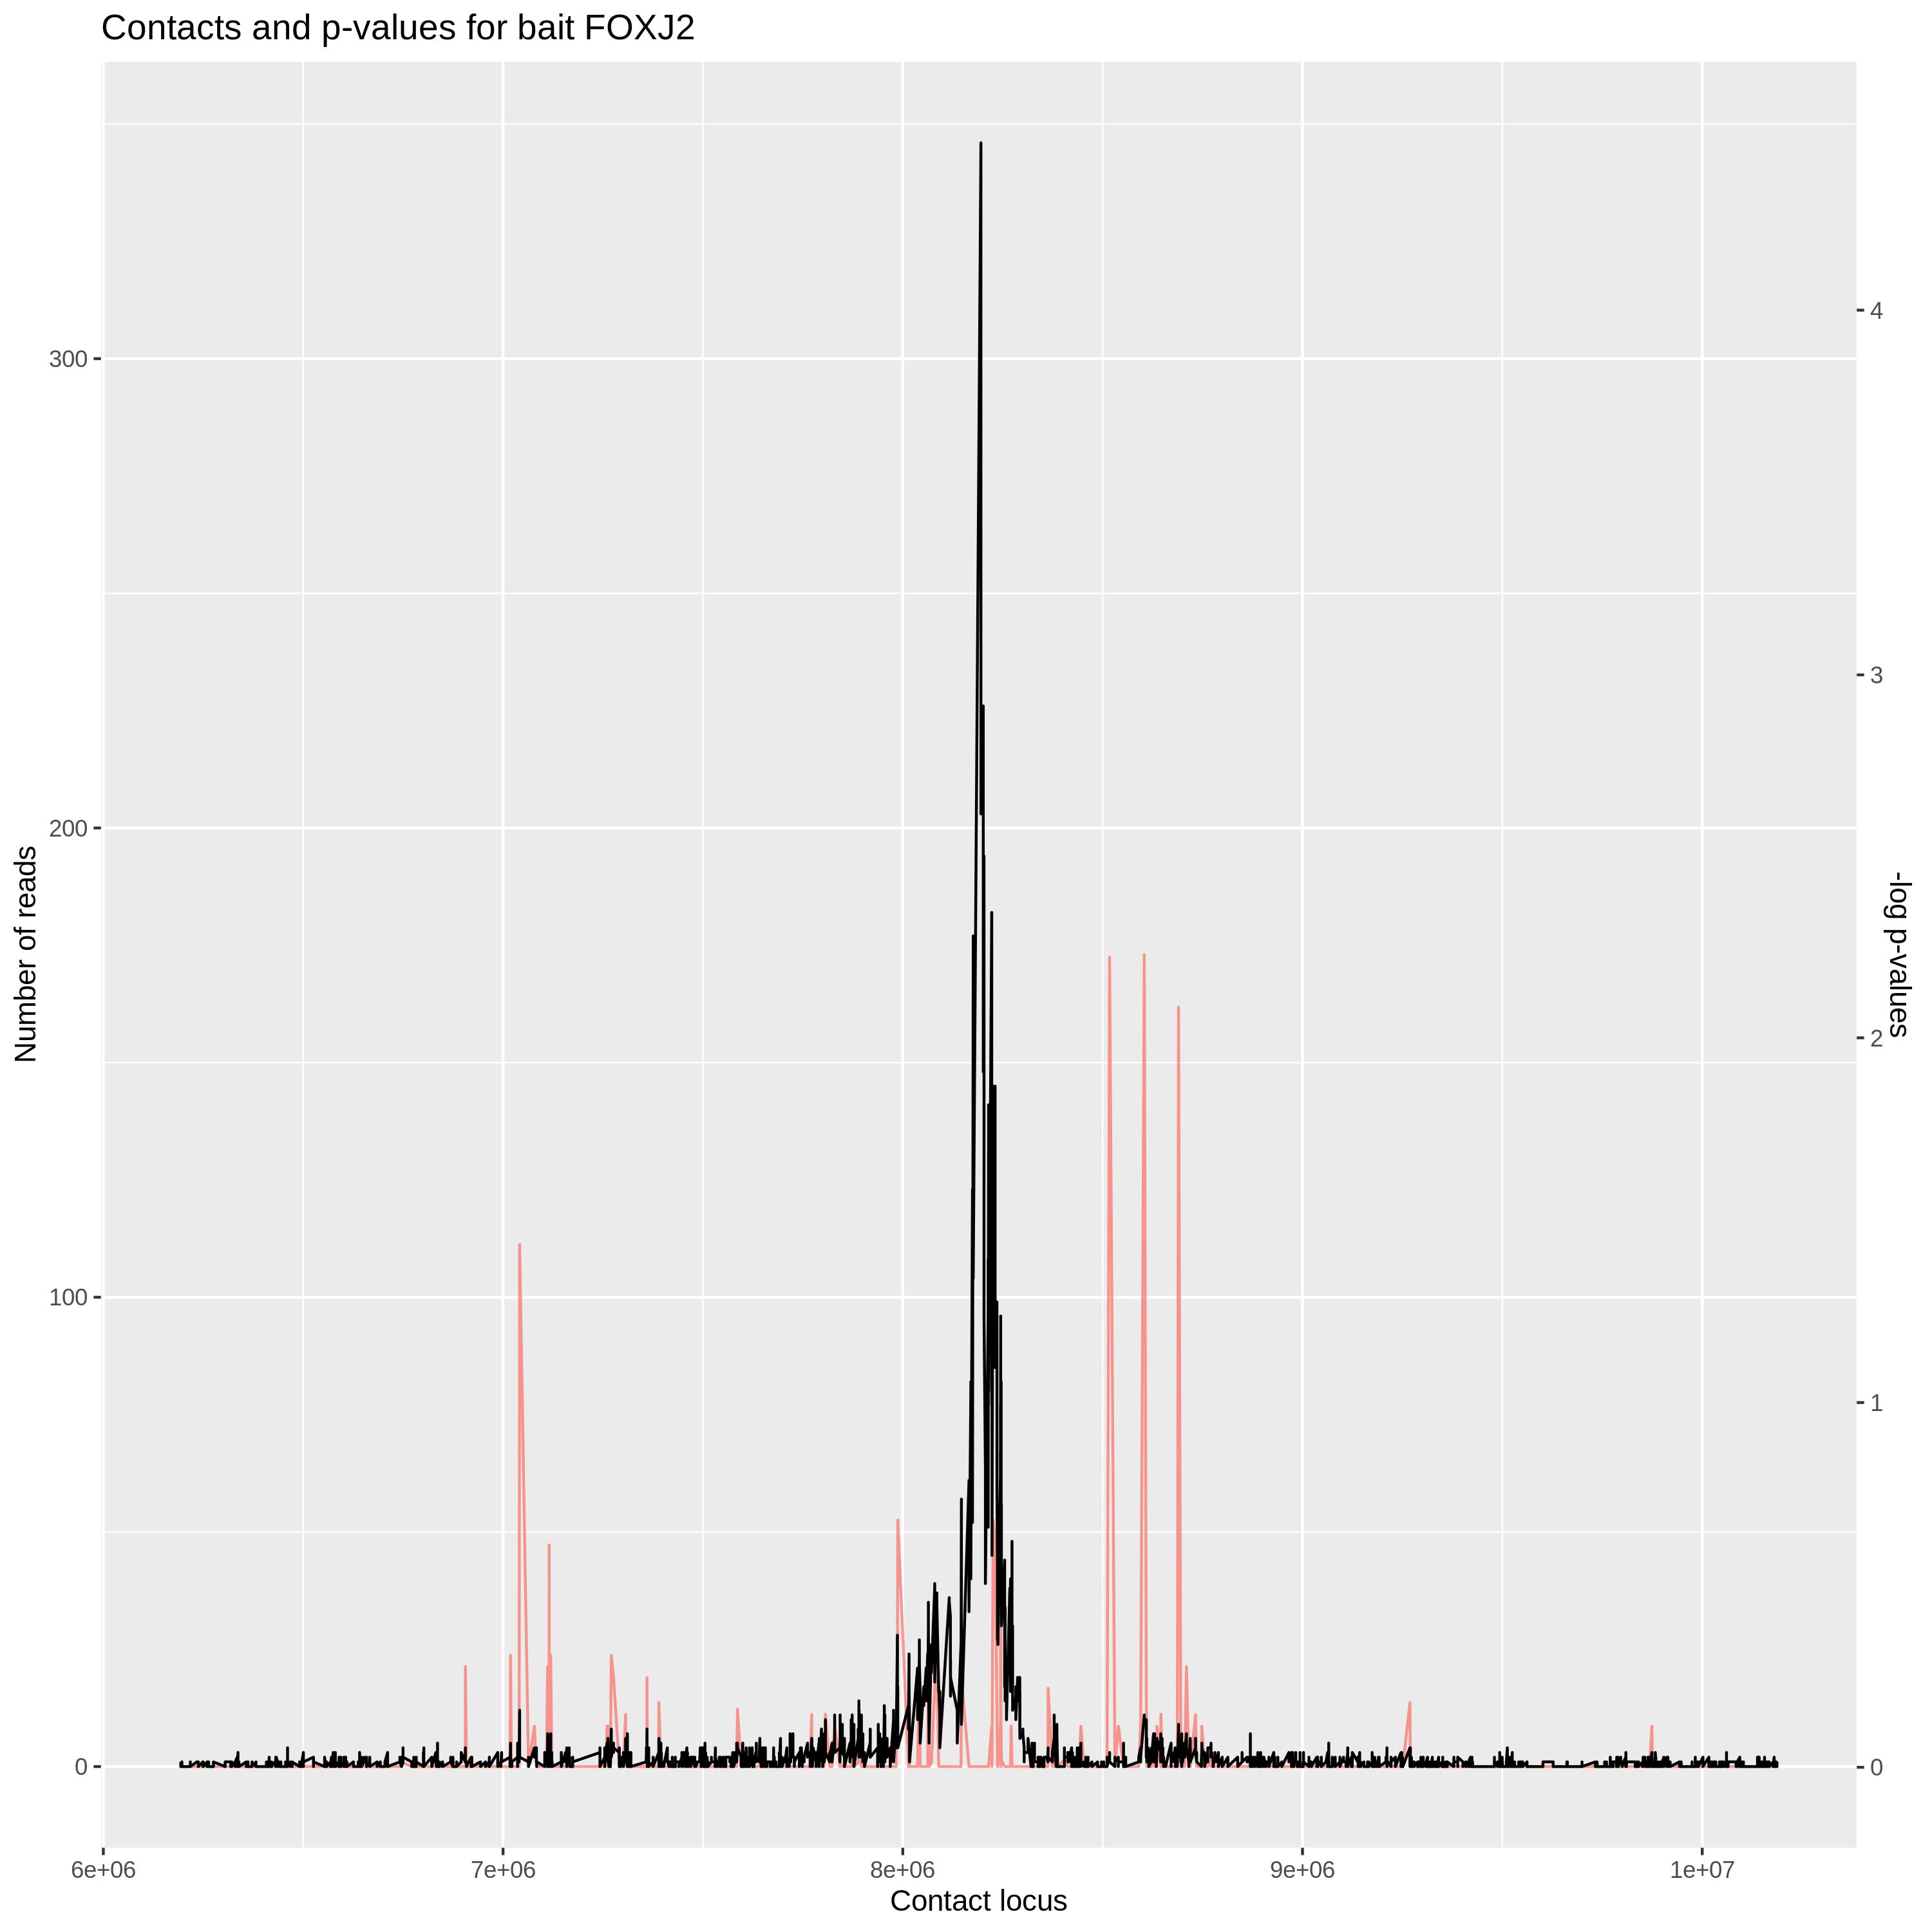 Contacts and p-values for bait FOXJ2
Number of reads
300
200
100
0
4
3
2
1
0
-log p-values
6e+06
7e+06
8e+06
9e+06
1e+07
Contact locus